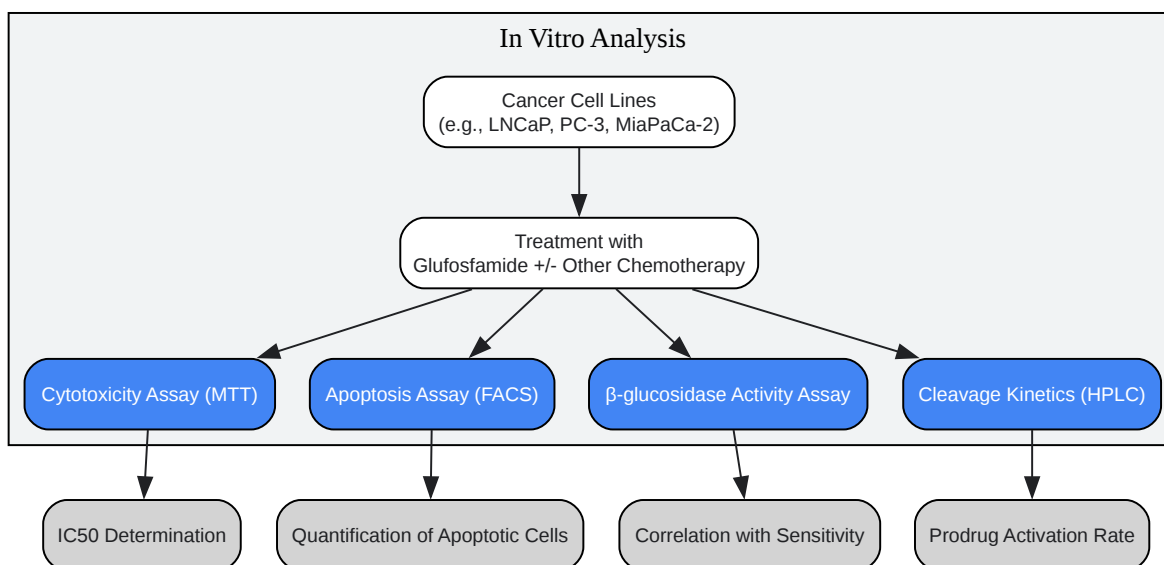 In Vitro Analysis
Cancer Cell Lines
(e.g., LNCaP, PC-3, MiaPaCa-2)
Treatment with
Glufosfamide +/- Other Chemotherapy
Cytotoxicity Assay (MTT)
Apoptosis Assay (FACS)
β-glucosidase Activity Assay
Cleavage Kinetics (HPLC)
IC50 Determination
Quantification of Apoptotic Cells
Correlation with Sensitivity
Prodrug Activation Rate